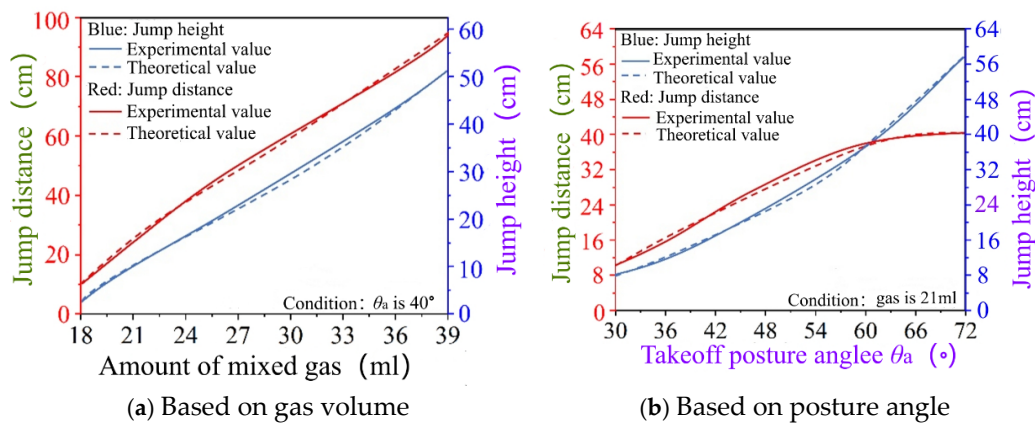 Blue: Jump height
Experimental value
Theoretical value
Red: Jump distance
Experimental value
Theoretical value
Condition: θa is 40°
Jump distance (cm)
100
80
60
40
20
0
Jump height (cm)
60
50
40
30
20
10
0
18 21 24 27 30 33 36 39
Amount of mixed gas (ml)
(a) Based on gas volume
Blue: Jump height
Experimental value
Theoretical value
Red: Jump distance
Experimental value
Theoretical value
Condition: gas is 21ml
Jump distance (cm)
64
56
48
40
32
24
16
8
0
Jump height (cm)
64
56
48
40
32
24
16
8
0
30 36 42 48 54 60 66 72
Takeoff posture anglee θa (°)
(b) Based on posture angle